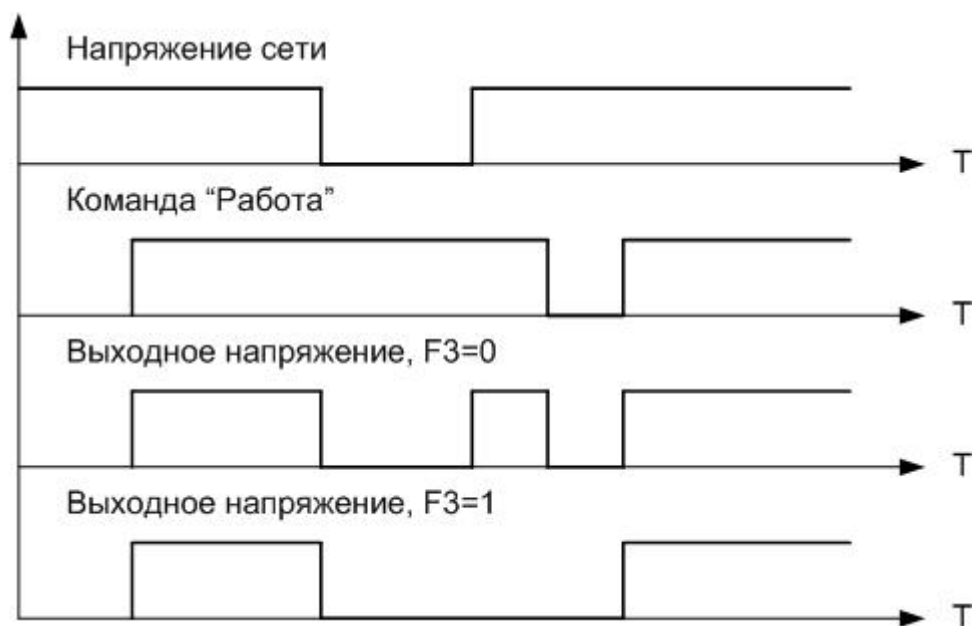 Напряжение сети
T
Команда “Работа”
T
Выходное напряжение, F3=0
T
Выходное напряжение, F3=1
T